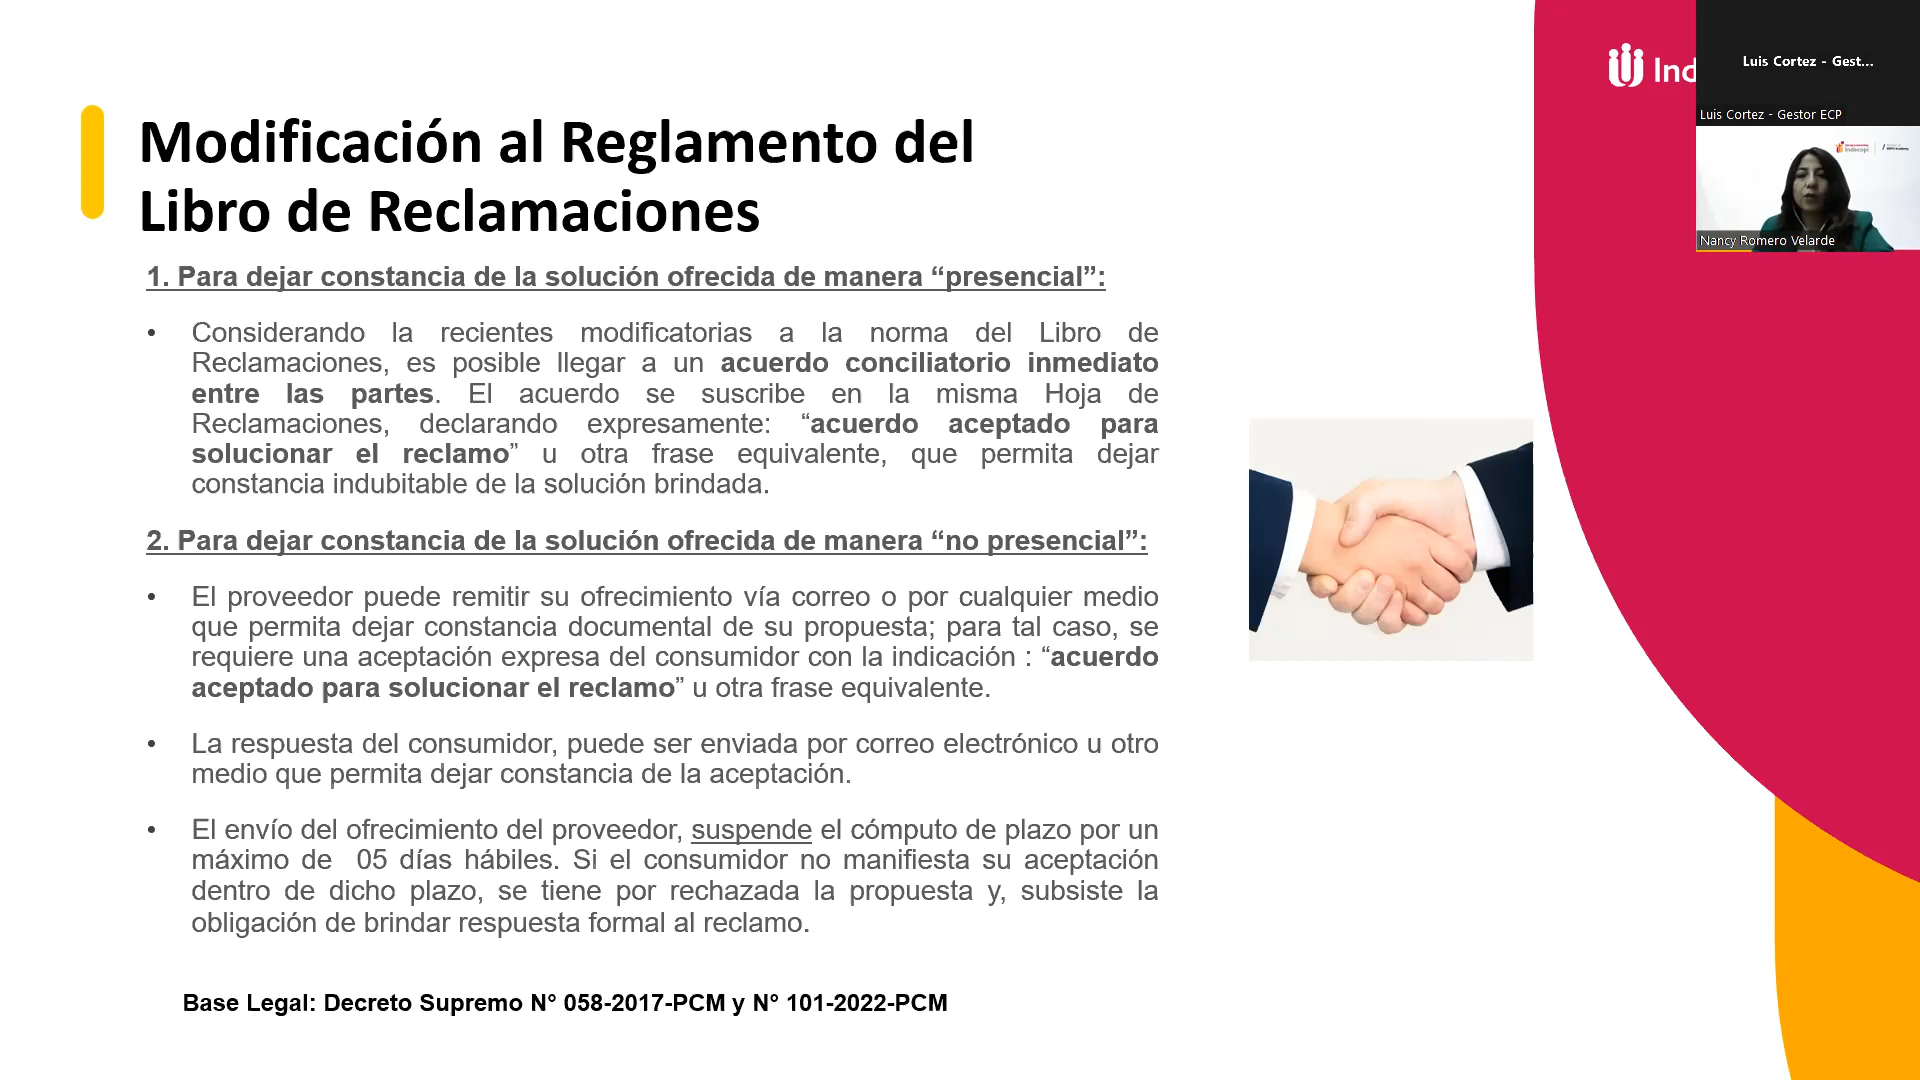 Modificación al Reglamento del
Libro de Reclamaciones
1. Para dejar constancia de la solución ofrecida de manera “presencial”:
• Considerando la recientes modificatorias a la norma del Libro de
Reclamaciones, es posible llegar a un acuerdo conciliatorio inmediato
entre las partes. El acuerdo se suscribe en la misma Hoja de
Reclamaciones, declarando expresamente: “acuerdo aceptado para
solucionar el reclamo” u otra frase equivalente, que permita dejar
constancia indubitable de la solución brindada.
2. Para dejar constancia de la solución ofrecida de manera “no presencial”:
• El proveedor puede remitir su ofrecimiento vía correo o por cualquier medio
que permita dejar constancia documental de su propuesta; para tal caso, se
requiere una aceptación expresa del consumidor con la indicación : “acuerdo
aceptado para solucionar el reclamo” u otra frase equivalente.
• La respuesta del consumidor, puede ser enviada por correo electrónico u otro
medio que permita dejar constancia de la aceptación.
• El envío del ofrecimiento del proveedor, suspende el cómputo de plazo por un
máximo de 05 días hábiles. Si el consumidor no manifiesta su aceptación
dentro de dicho plazo, se tiene por rechazada la propuesta y, subsiste la
obligación de brindar respuesta formal al reclamo.
Base Legal: Decreto Supremo N° 058-2017-PCM y N° 101-2022-PCM
Ind
Luis Cortez - Gest...
Luis Cortez - Gestor ECP
indecopi
Nancy Romero Velarde